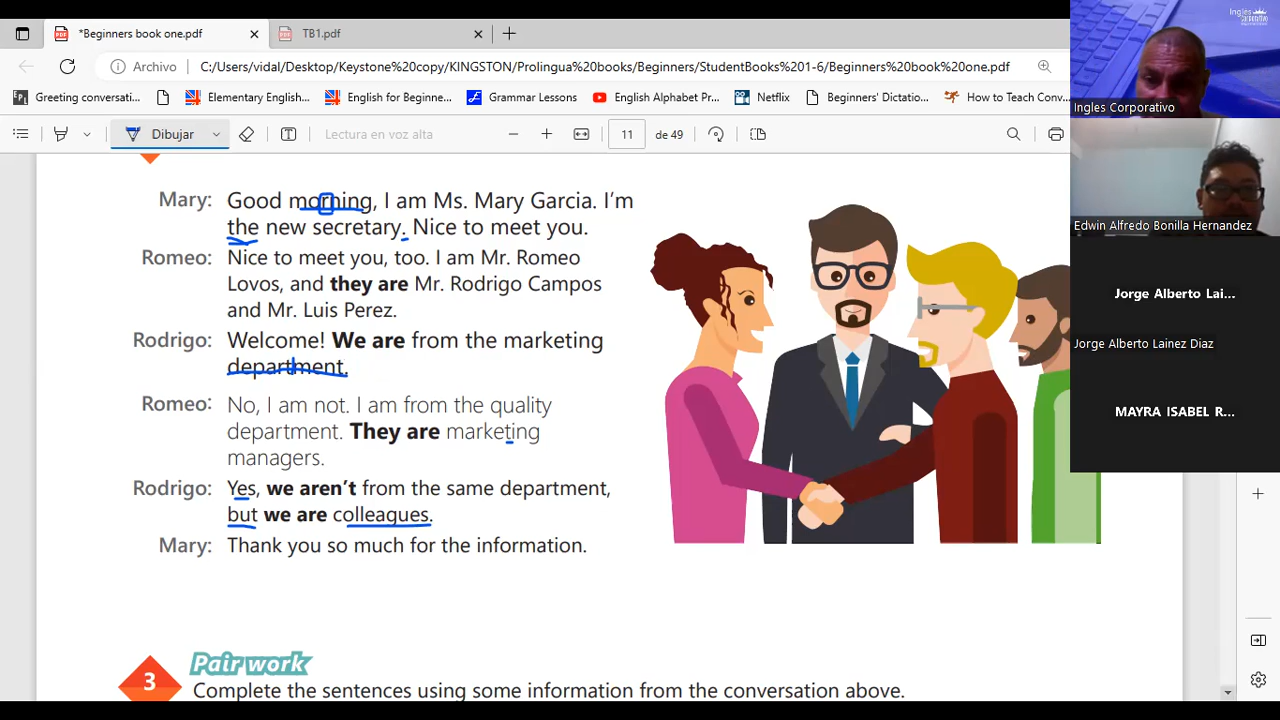 *Beginners book one.pdf
TB1.pdf
Archivo
C:/Users/vidal/Desktop/Keystone%20copy/KINGSTON/Prolingua%20books/Beginners/StudentBooks%201-6/Beginners%20book%20one.pdf
Greeting conversati...
Elementary English...
English for Beginne...
Grammar Lessons
English Alphabet Pr...
Netflix
Beginners' Dictatio...
How to Teach Conv...
Dibujar
Lectura en voz alta
11
de 49
Mary: Good morning, I am Ms. Mary Garcia. I'm
the new secretary. Nice to meet you.
Romeo: Nice to meet you, too. I am Mr. Romeo
Lovos, and they are Mr. Rodrigo Campos
and Mr. Luis Perez.
Rodrigo: Welcome! We are from the marketing
department.
Romeo: No, I am not. I am from the quality
department. They are marketing
managers.
Rodrigo: Yes, we aren't from the same department,
but we are colleagues.
Mary: Thank you so much for the information.
3
Pair work
Complete the sentences using some information from the conversation above.
Ingles
Corporativo
Ingles Corporativo
Edwin Alfredo Bonilla Hernandez
Jorge Alberto Lai...
Jorge Alberto Lainez Diaz
MAYRA ISABEL R...